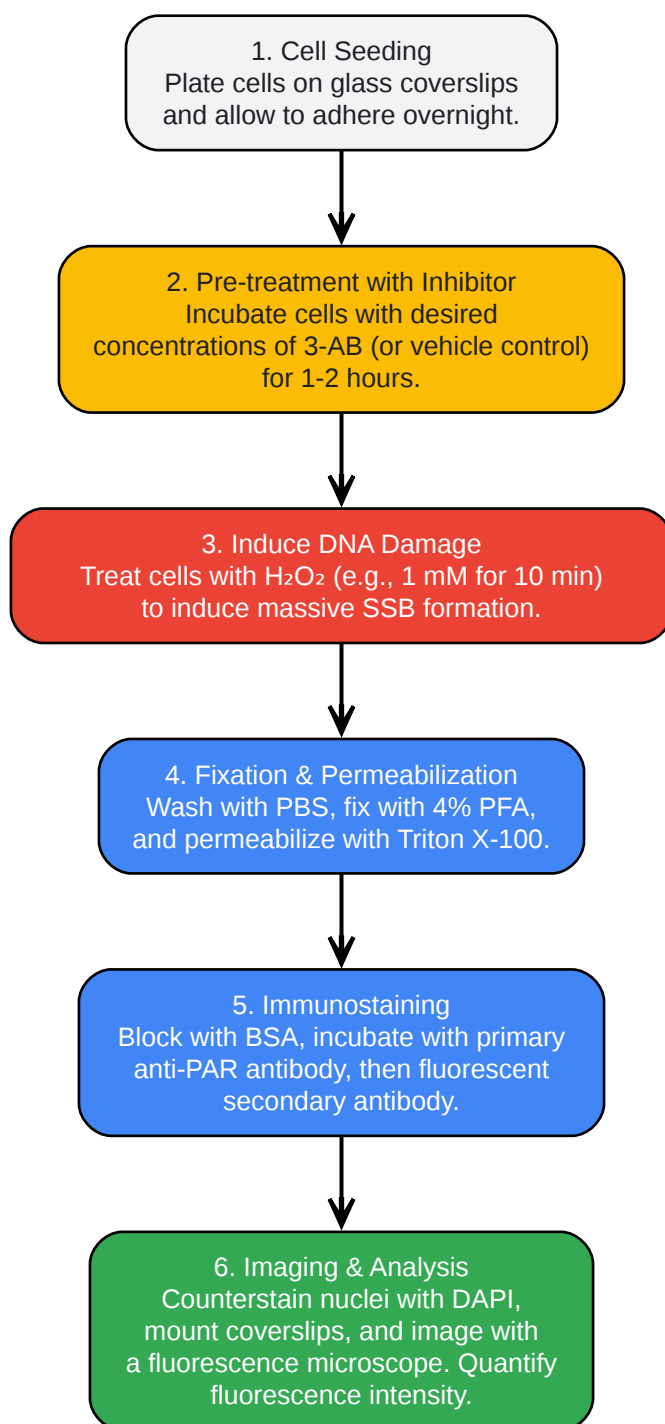 1. Cell Seeding
Plate cells on glass coverslips
and allow to adhere overnight.
2. Pre-treatment with Inhibitor
Incubate cells with desired
concentrations of 3-AB (or vehicle control)
for 1-2 hours.
3. Induce DNA Damage
Treat cells with H₂O₂ (e.g., 1 mM for 10 min)
to induce massive SSB formation.
4. Fixation & Permeabilization
Wash with PBS, fix with 4% PFA,
and permeabilize with Triton X-100.
5. Immunostaining
Block with BSA, incubate with primary
anti-PAR antibody, then fluorescent
secondary antibody.
6. Imaging & Analysis
Counterstain nuclei with DAPI,
mount coverslips, and image with
a fluorescence microscope. Quantify
fluorescence intensity.